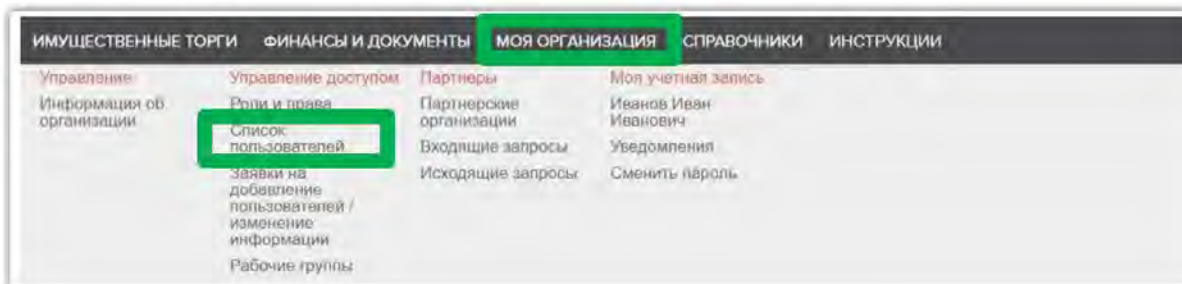 ИМУЩЕСТВЕННЫЕ ТОРГИ ФИНАНСЫ И ДОКУМЕНТЫ МОЯ ОРГАНИЗАЦИЯ СПРАВОЧНИКИ ИНСТРУКЦИИ
Управление
Информация об
организации
Управление доступом
Роли и права
Список
пользователей
Заявки на
добавление
пользователей /
изменение
информации
Рабочие группы
Партнеры
Партнерские
организации
Входящие запросы
Исходящие запросы
Моя учетная запись
Иванов Иван
Иванович
Уведомления
Сменить пароль